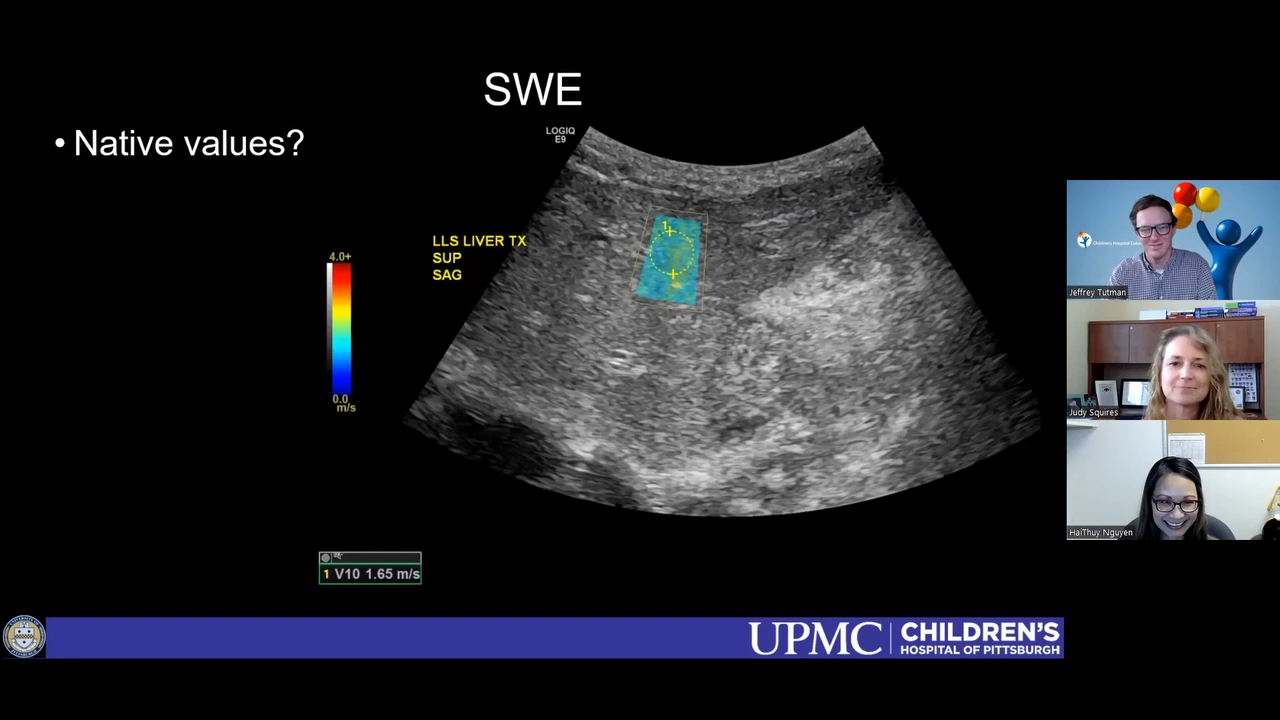 SWE
• Native values?
LOGIQ
E9
LLS LIVER TX
SUP
SAG
1
4.0+
0.0
m/s
1 V10 1.65 m/s
UPMC | CHILDREN'S
HOSPITAL OF PITTSBURGH
Jeffrey Tutman
Judy Squires
HaiThuy Nguyen